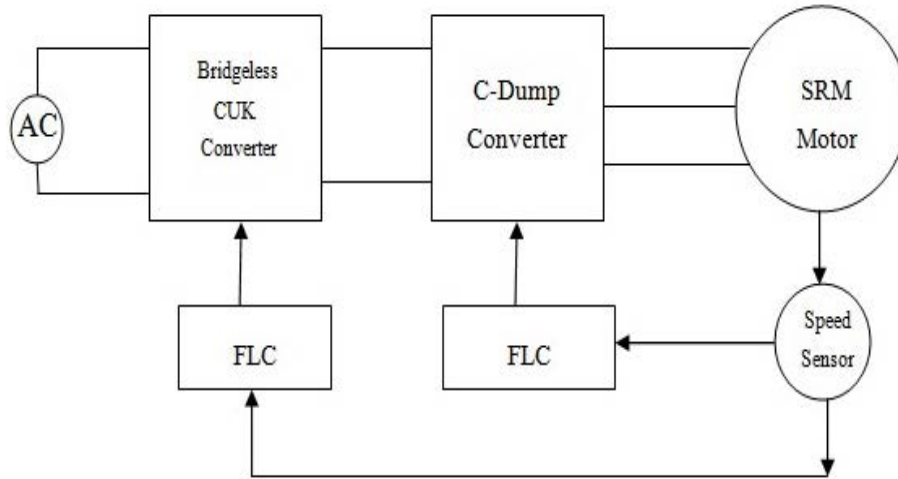 AC
Bridgeless
CUK
Converter
C-Dump
Converter
SRM
Motor
FLC
FLC
Speed
Sensor